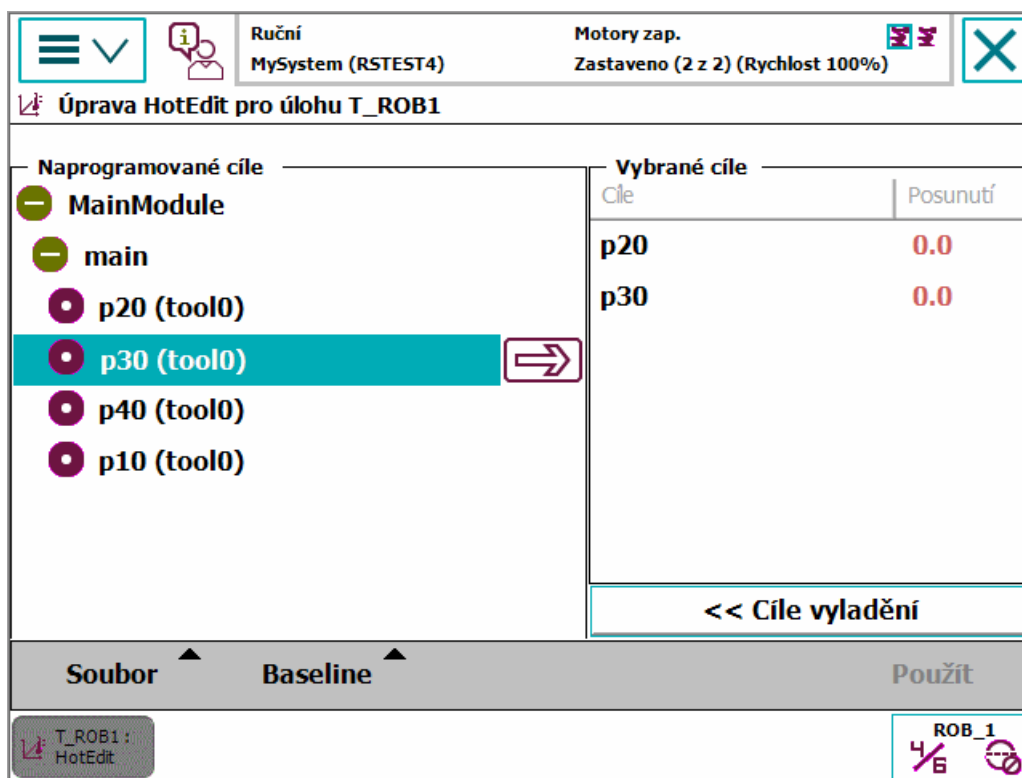 Ruční
MySystem (RSTEST4)
Motory zap.
Zastaveno (2 z 2) (Rychlost 100%)
Úprava HotEdit pro úlohu T_ROB1
Naprogramované cíle
MainModule
main
p20 (tool0)
p30 (tool0)
p40 (tool0)
p10 (tool0)
Vybrané cíle
Cíle Posunutí
p20 0.0
p30 0.0
<< Cíle vyladění
Soubor Baseline Použít
T_ROB1 :
HotEdit
ROB_1